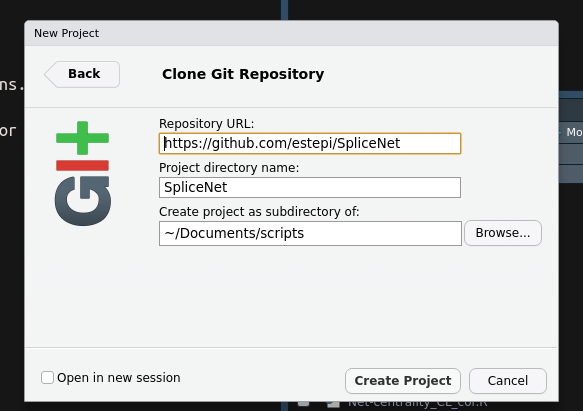 New Project
ns.
Back
Clone Git Repository
or
Repository URL:
https://github.com/estepi/SpliceNet
Mo
Project directory name:
SpliceNet
Create project as subdirectory of:
~/Documents/scripts
Browse...
Open in new session
Create Project
Cancel
Net-centrality_CL_cor.R